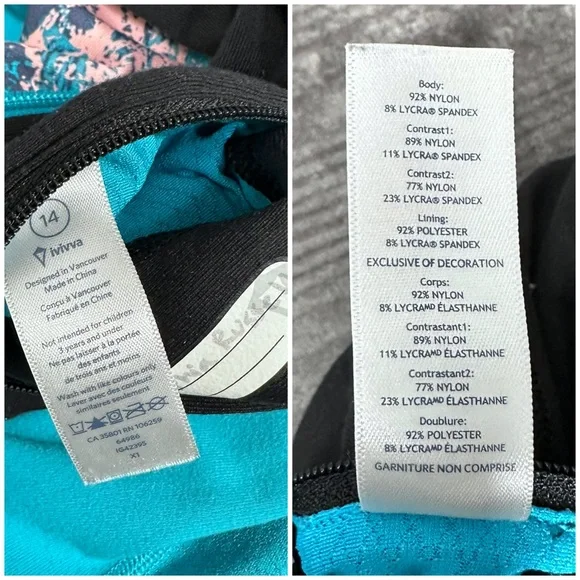 14
ivivva
Designed in Vancouver
Made in China
Conçu à Vancouver
Fabriqué en Chine
Not intended for children
3 years and under
Ne pas laisser à la portée
des enfants
de trois ans et moins
Wash with like colours only
Laver avec des couleurs
similaires seulement
CA 35801 RN 106259
64986
X1
Body:
92% NYLON
8% LYCRA® SPANDEX
Contrast1:
89% NYLON
11% LYCRA® SPANDEX
Contrast2:
77% NYLON
23% LYCRA® SPANDEX
Lining:
92% POLYESTER
8% LYCRA® SPANDEX
EXCLUSIVE OF DECORATION
Corps:
92% NYLON
8% LYCRAMD ÉLASTHANNE
Contrastant1:
89% NYLON
11% LYCRAMD ÉLASTHANNE
Contrastant2:
77% NYLON
23% LYCRAMD ÉLASTHANNE
Doublure:
92% POLYESTER
8% LYCRAMD ÉLASTHANNE
GARNITURE NON COMPRISE